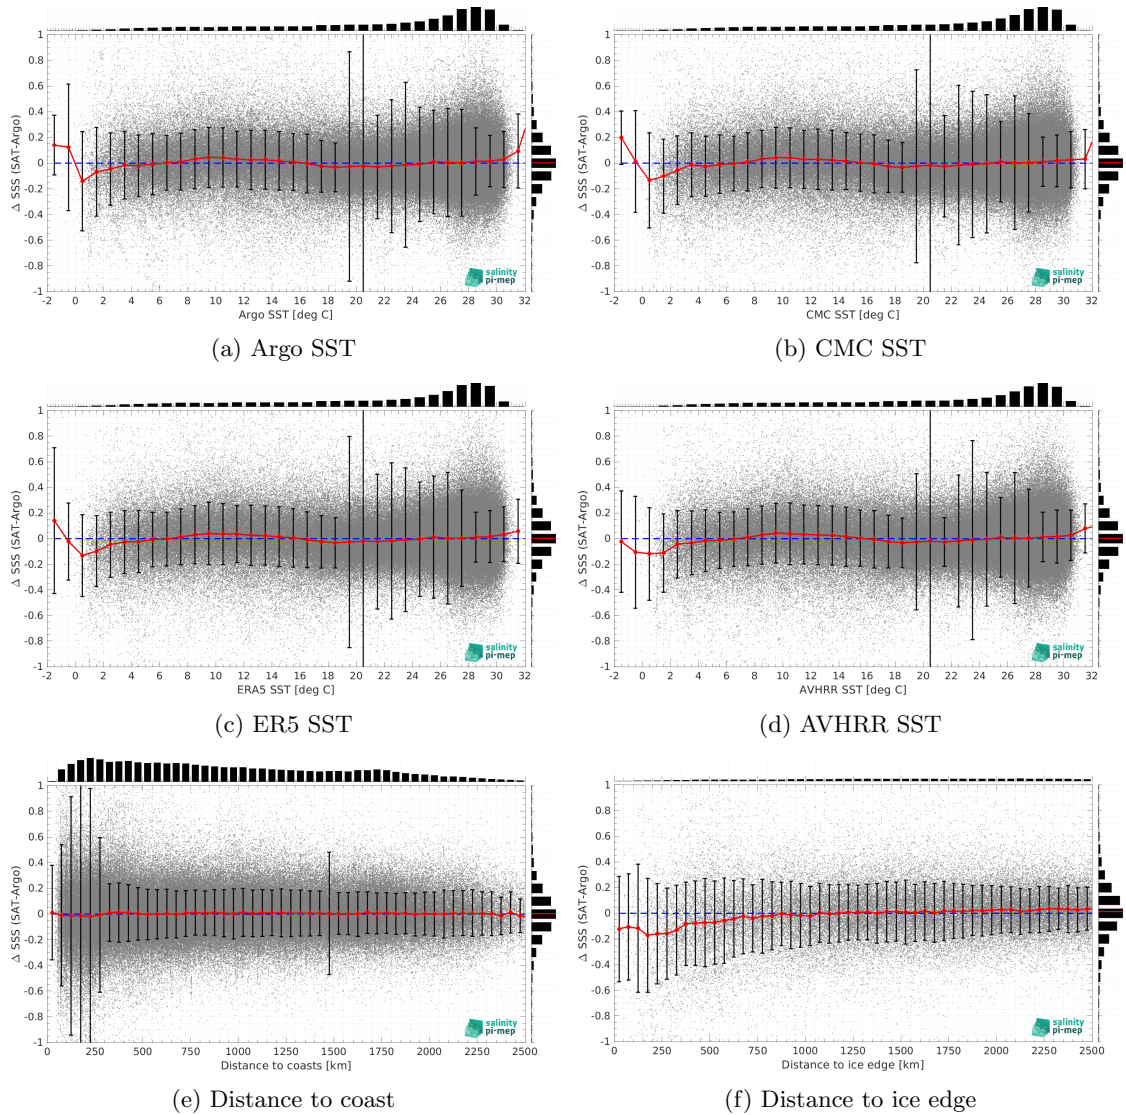 1
0.8
0.6
0.4
0.2
0
-0.2
-0.4
-0.6
-0.8
-1
Δ SSS (SAT-Argo)
salinity
pi-mep
-2 0 2 4 6 8 10 12 14 16 18 20 22 24 26 28 30 32
Argo SST [deg C]
(a) Argo SST
1
0.8
0.6
0.4
0.2
0
-0.2
-0.4
-0.6
-0.8
-1
Δ SSS (SAT-Argo)
salinity
pi-mep
-2 0 2 4 6 8 10 12 14 16 18 20 22 24 26 28 30 32
CMC SST [deg C]
(b) CMC SST
1
0.8
0.6
0.4
0.2
0
-0.2
-0.4
-0.6
-0.8
-1
Δ SSS (SAT-Argo)
salinity
pi-mep
-2 0 2 4 6 8 10 12 14 16 18 20 22 24 26 28 30 32
ERA5 SST [deg C]
(c) ER5 SST
1
0.8
0.6
0.4
0.2
0
-0.2
-0.4
-0.6
-0.8
-1
Δ SSS (SAT-Argo)
salinity
pi-mep
-2 0 2 4 6 8 10 12 14 16 18 20 22 24 26 28 30 32
AVHRR SST [deg C]
(d) AVHRR SST
1
0.8
0.6
0.4
0.2
0
-0.2
-0.4
-0.6
-0.8
-1
Δ SSS (SAT-Argo)
salinity
pi-mep
0 250 500 750 1000 1250 1500 1750 2000 2250 2500
Distance to coasts [km]
(e) Distance to coast
1
0.8
0.6
0.4
0.2
0
-0.2
-0.4
-0.6
-0.8
-1
Δ SSS (SAT-Argo)
salinity
pi-mep
0 250 500 750 1000 1250 1500 1750 2000 2250 2500
Distance to ice edge [km]
(f) Distance to ice edge